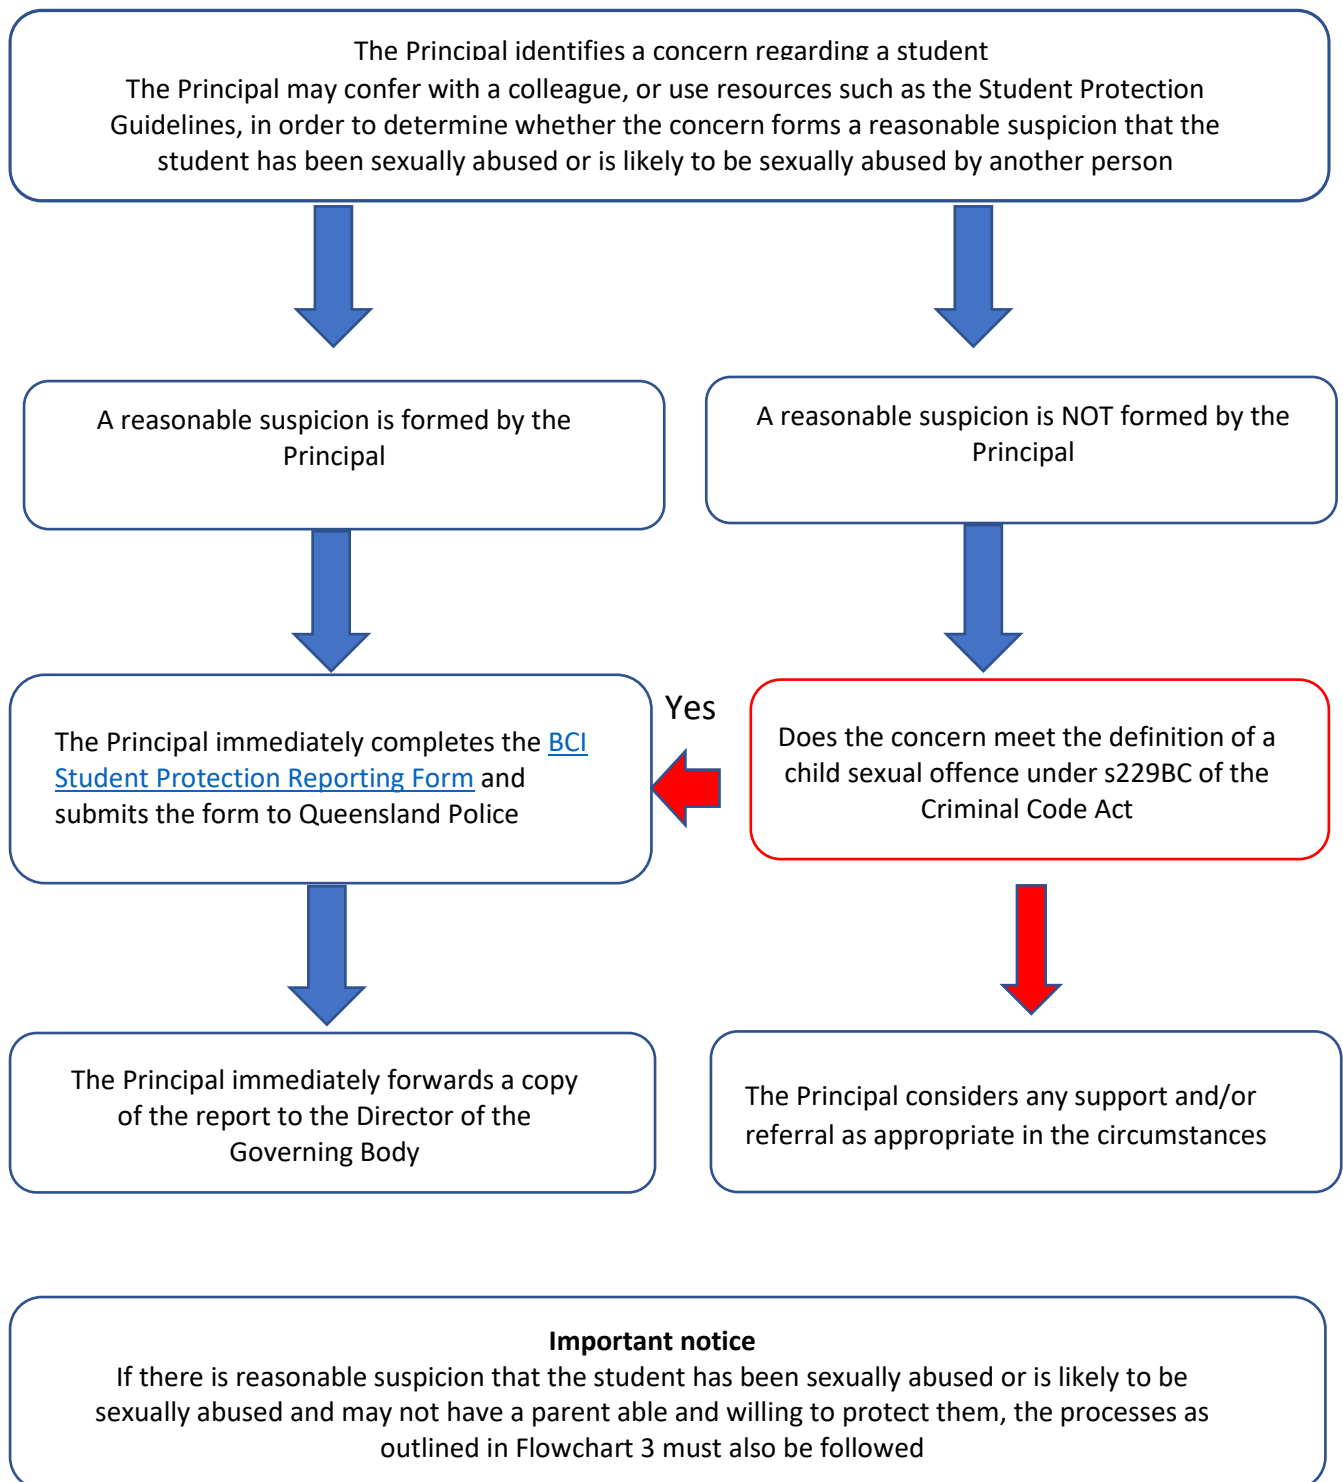 The Principal identifies a concern regarding a student
The Principal may confer with a colleague, or use resources such as the Student Protection
Guidelines, in order to determine whether the concern forms a reasonable suspicion that the
student has been sexually abused or is likely to be sexually abused by another person
A reasonable suspicion is formed by the
Principal
A reasonable suspicion is NOT formed by the
Principal
The Principal immediately completes the BCI
Student Protection Reporting Form and
submits the form to Queensland Police
Yes
Does the concern meet the definition of a
child sexual offence under s229BC of the
Criminal Code Act
The Principal immediately forwards a copy
of the report to the Director of the
Governing Body
The Principal considers any support and/or
referral as appropriate in the circumstances
Important notice
If there is reasonable suspicion that the student has been sexually abused or is likely to be
sexually abused and may not have a parent able and willing to protect them, the processes as
outlined in Flowchart 3 must also be followed